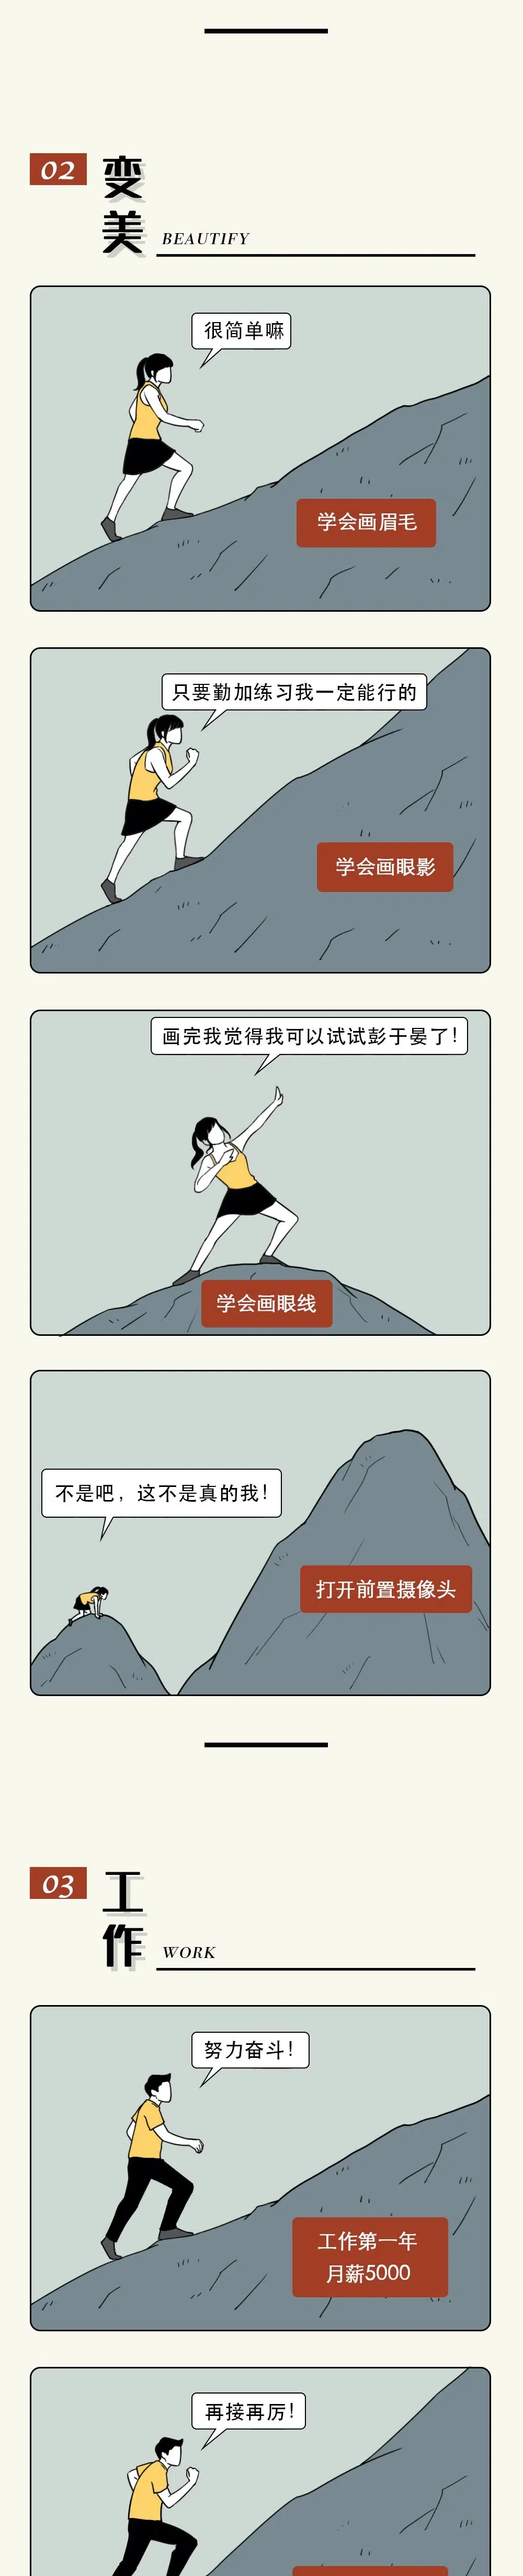 02
变
美
BEAUTIFY
很简单嘛
学会画眉毛
只要勤加练习我一定能行的
学会画眼影
画完我觉得我可以试试彭于晏了！
学会画眼线
不是吧，这不是真的我！
打开前置摄像头
03
工
作
WORK
努力奋斗！
工作第一年
月薪5000
再接再厉！